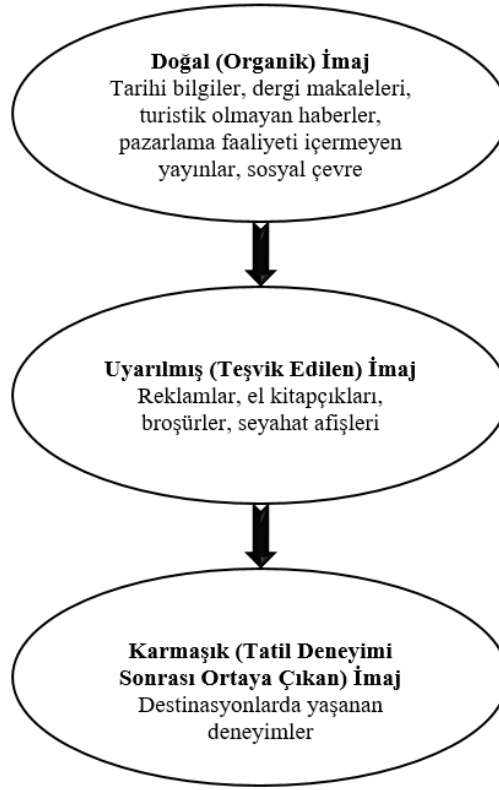 Doğal (Organik) İmaj
Tarihi bilgiler, dergi makaleleri,
turistik olmayan haberler,
pazarlama faaliyeti içermeyen
yayınlar, sosyal çevre
Uyarılmış (Teşvik Edilen) İmaj
Reklamlar, el kitapçıkları,
broşürler, seyahat afişleri
Karmaşık (Tatil Deneyimi
Sonrası Ortaya Çıkan) İmaj
Destinasyonlarda yaşanan
deneyimler